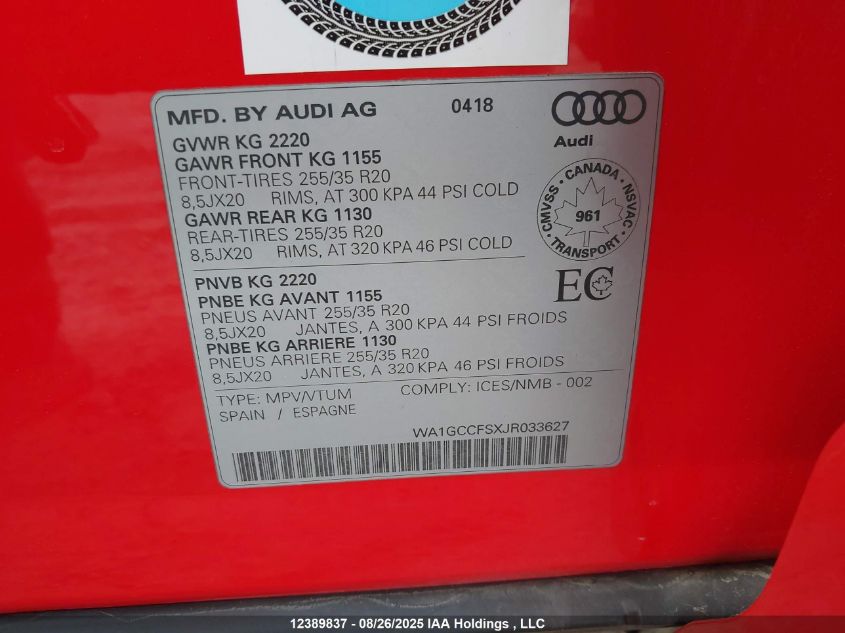 MFD. BY AUDI AG 0418
Audi
GVWR KG 2220
GAWR FRONT KG 1155
FRONT-TIRES 255/35 R20
8,5JX20 RIMS, AT 300 KPA 44 PSI COLD
GAWR REAR KG 1130
REAR-TIRES 255/35 R20
8,5JX20 RIMS, AT 320 KPA 46 PSI COLD
CMVSS · CANADA · NSVAC · TRANSPORT ·
961
PNVB KG 2220
PNBE KG AVANT 1155
PNEUS AVANT 255/35 R20
8,5JX20 JANTES, A 300 KPA 44 PSI FROIDS
PNBE KG ARRIERE 1130
PNEUS ARRIERE 255/35 R20
8,5JX20 JANTES, A 320 KPA 46 PSI FROIDS
EC
TYPE: MPV/VTUM COMPLY: ICES/NMB - 002
SPAIN / ESPAGNE
WA1GCCFSXJR033627
12389837 - 08/26/2025 IAA Holdings , LLC